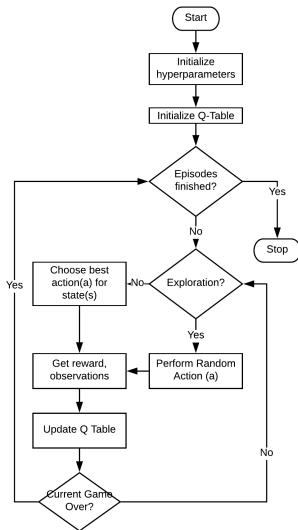 Start
Initialize
hyperparameters
Initialize Q-Table
Episodes
finished?
Yes
No
Stop
Choose best
action(a) for
state(s)
No
Exploration?
Yes
Yes
Get reward,
observations
Perform Random
Action (a)
Update Q Table
No
Current Game
Over?